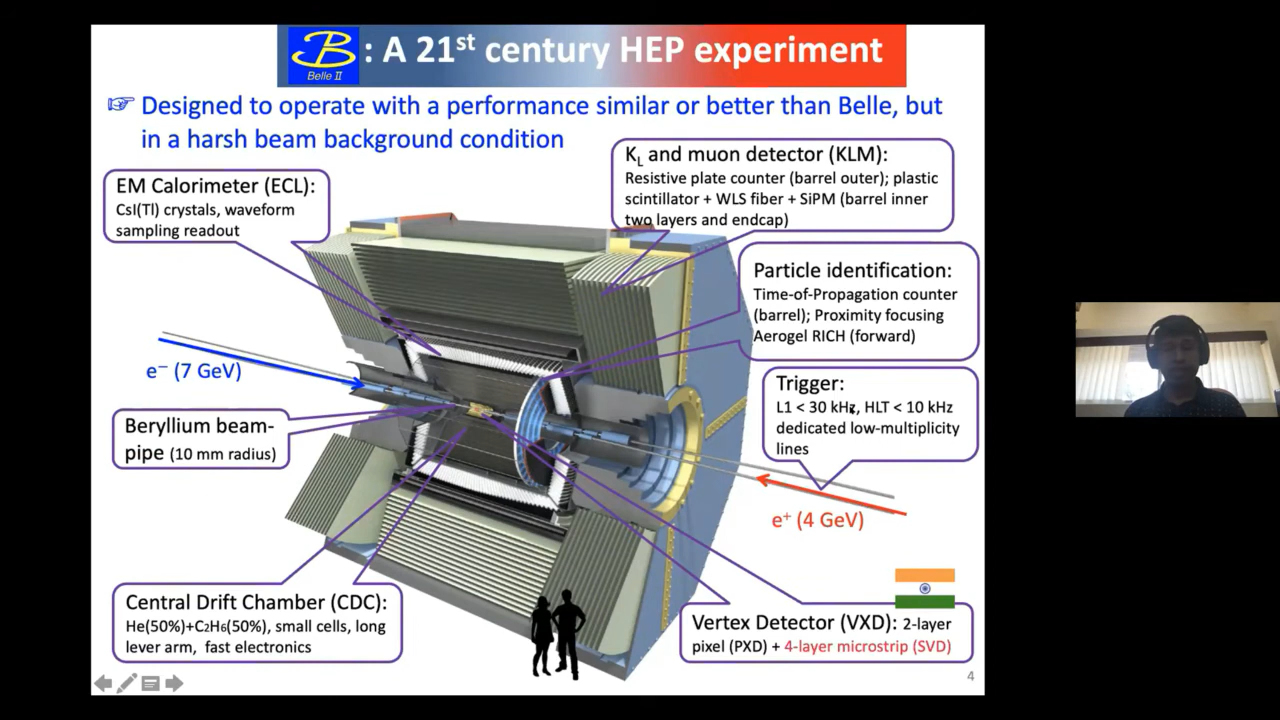 B
Belle II
: A 21st century HEP experiment
Designed to operate with a performance similar or better than Belle, but
in a harsh beam background condition
EM Calorimeter (ECL):
CsI(Tl) crystals, waveform
sampling readout
KL and muon detector (KLM):
Resistive plate counter (barrel outer); plastic
scintillator + WLS fiber + SiPM (barrel inner
two layers and endcap)
Particle identification:
Time-of-Propagation counter
(barrel); Proximity focusing
Aerogel RICH (forward)
e⁻ (7 GeV)
Trigger:
L1 < 30 kHz, HLT < 10 kHz
dedicated low-multiplicity
lines
Beryllium beam-
pipe (10 mm radius)
e⁺ (4 GeV)
Central Drift Chamber (CDC):
He(50%)+C2H6(50%), small cells, long
lever arm, fast electronics
Vertex Detector (VXD): 2-layer
pixel (PXD) + 4-layer microstrip (SVD)
4